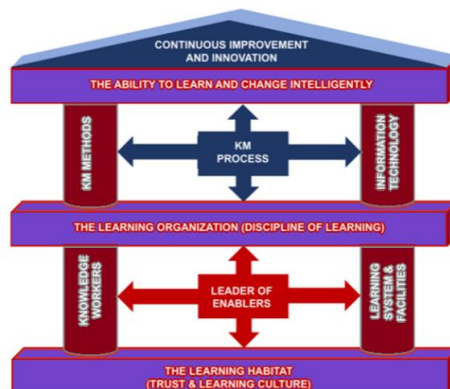 CONTINUOUS IMPROVEMENT
AND INNOVATION
THE ABILITY TO LEARN AND CHANGE INTELLIGENTLY
KM METHODS
KM
PROCESS
INFORMATION
TECHNOLOGY
THE LEARNING ORGANIZATION (DISCIPLINE OF LEARNING)
KNOWLEDGE
WORKERS
LEADER OF
ENABLERS
LEARNING
SYSTEM &
FACILITIES
THE LEARNING HABITAT
(TRUST & LEARNING CULTURE)